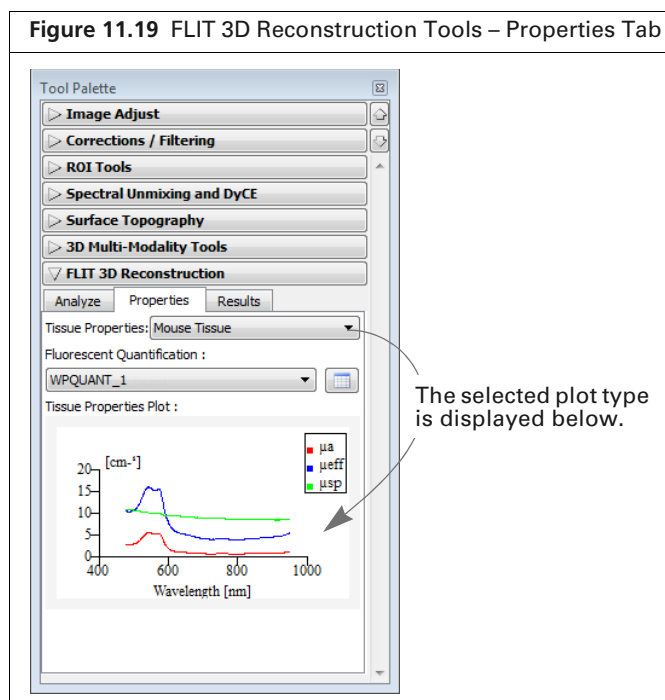 Figure 11.19 FLIT 3D Reconstruction Tools – Properties Tab
Tool Palette
Image Adjust
Corrections / Filtering
ROI Tools
Spectral Unmixing and DyCE
Surface Topography
3D Multi-Modality Tools
FLIT 3D Reconstruction
Analyze Properties Results
Tissue Properties: Mouse Tissue
Fluorescent Quantification :
WPQUANT_1
Tissue Properties Plot :
The selected plot type
is displayed below.
[cm-¹]
µa
µeff
µsp
20
15
10
5
0
400 600 800 1000
Wavelength [nm]